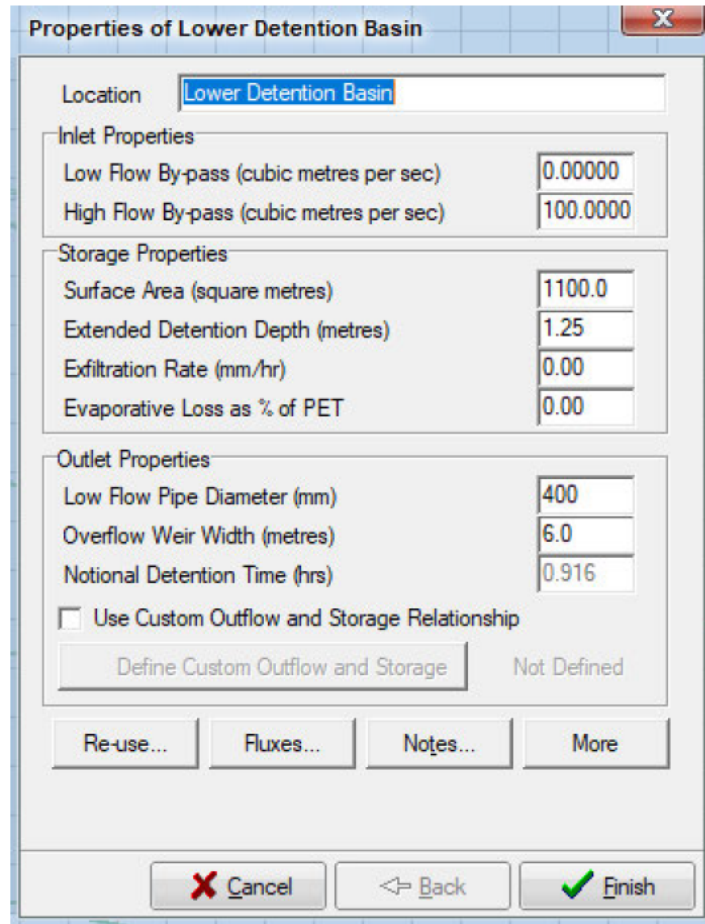 Properties of Lower Detention Basin
X
Location Lower Detention Basin
Inlet Properties
Low Flow By-pass (cubic metres per sec) 0.00000
High Flow By-pass (cubic metres per sec) 100.0000
Storage Properties
Surface Area (square metres) 1100.0
Extended Detention Depth (metres) 1.25
Exfiltration Rate (mm/hr) 0.00
Evaporative Loss as % of PET 0.00
Outlet Properties
Low Flow Pipe Diameter (mm) 400
Overflow Weir Width (metres) 6.0
Notional Detention Time (hrs) 0.916
Use Custom Outflow and Storage Relationship
Define Custom Outflow and Storage Not Defined
Re-use... Fluxes... Notes... More
Cancel Back Finish